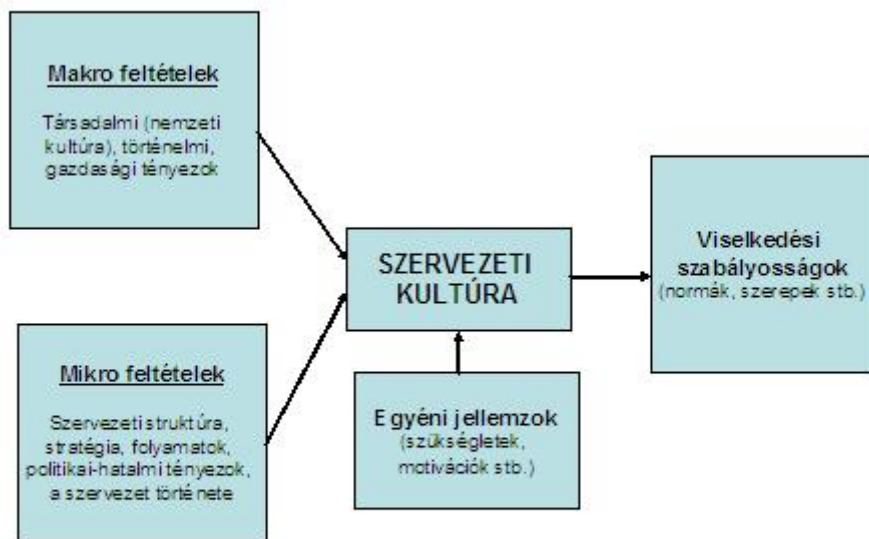 Makro feltételek
Társadalmi (nemzeti
kultúra), történelmi,
gazdasági tényezok
Mikro feltételek
Szervezeti struktúra,
stratégia, folyamatok,
politikai-hatalmi tényezok,
a szervezet története
SZERVEZETI
KULTÚRA
Egyéni jellemzok
(szükségletek,
motivációk stb.)
Viselkedési
szabályosságok
(normák, szerepek stb.)